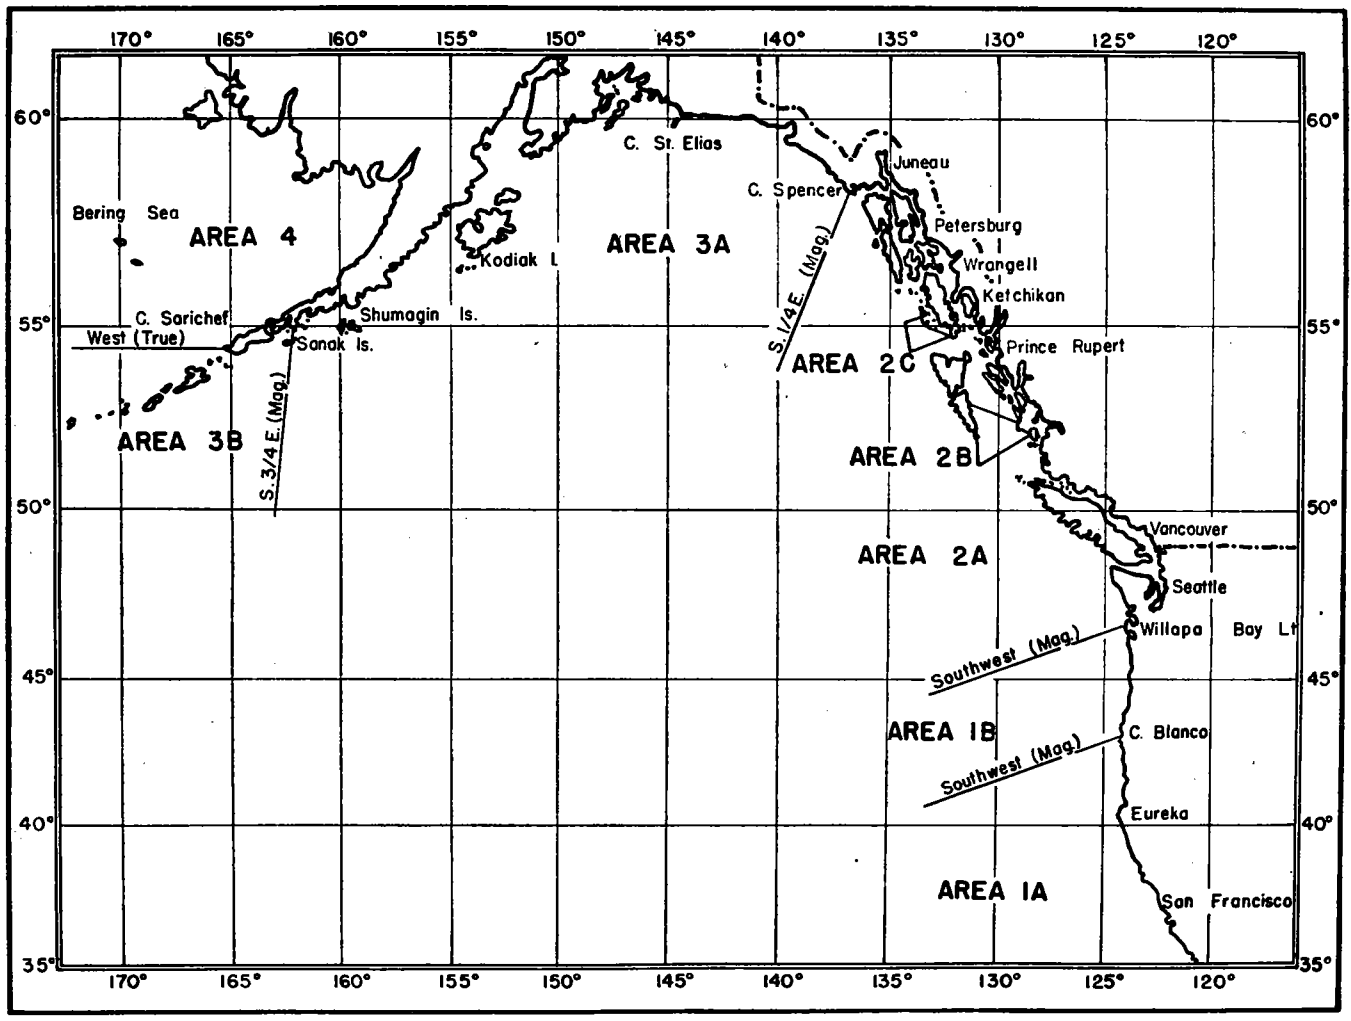 170° 165° 160° 154° 150° 145° 140° 135° 130° 125° 120°
60° 60°
C. St. Elias
Juneau
C. Spencer
Bering Sea
Petersburg
AREA 4
AREA 3A
S. 1/4 E. (Mag.)
Kodiak I.
Wrangell
Ketchikan
C. Sarichef
Shumagin Is.
55° 55°
West (True)
Sanak Is.
Prince Rupert
AREA 2C
S. 3/4 E. (Mag.)
AREA 3B
AREA 2B
50° 50°
Vancouver
AREA 2A
Seattle
Willapa Bay Lt
Southwest (Mag.)
45° 45°
AREA 1B
C. Blanco
Southwest (Mag.)
Eureka
40° 40°
AREA 1A
San Francisco
35° 35°
170° 165° 160° 154° 150° 145° 140° 135° 130° 125° 120°